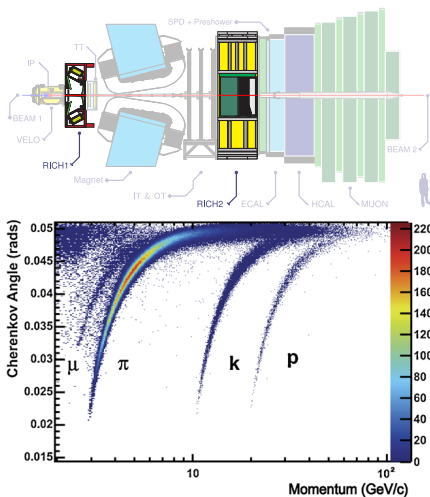 SPD + Preshower
TT
IP
BEAM 1
VELO
RICH1
Magnet
IT & OT
RICH2
ECAL
HCAL
MUON
BEAM 2
Cherenkov Angle (rads)
0.05
0.045
0.04
0.035
0.03
0.025
0.02
0.015
μ
π
k
p
220
200
180
160
140
120
100
80
60
40
20
0
10
10²
Momentum (GeV/c)